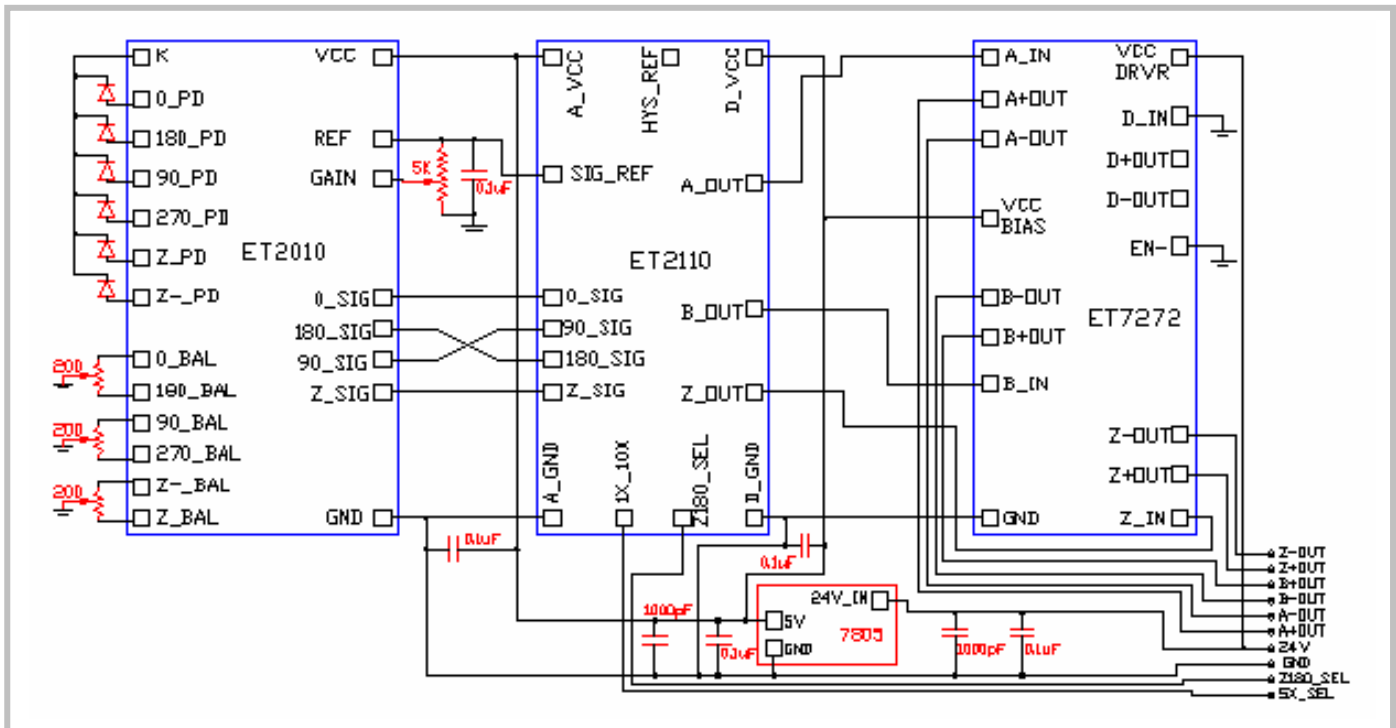 K
0_PD
180_PD
90_PD
270_PD
Z_PD
Z-_PD
0_BAL
180_BAL
90_BAL
270_BAL
Z-_BAL
Z_BAL
200
200
200
ET2010
VCC
REF
GAIN
0_SIG
180_SIG
90_SIG
Z_SIG
GND
5K
0.1uF
0.1uF
A_VCC
HYS_REF
D_VCC
SIG_REF
A_OUT
ET2110
0_SIG
90_SIG
180_SIG
Z_SIG
B_OUT
Z_OUT
A_GND
1X_10X
Z180_SEL
D_GND
0.1uF
A_IN
A+OUT
A-OUT
VCC
BIAS
B-OUT
B+OUT
B_IN
GND
ET7272
VCC
DRVR
D_IN
D+OUT
D-OUT
EN-
Z-OUT
Z+OUT
Z_IN
1000pF
0.1uF
24V_IN
5V
7805
GND
1000pF
0.1uF
Z-OUT
Z+OUT
B+OUT
B-OUT
A-OUT
A+OUT
24V
GND
Z180_SEL
5X_SEL